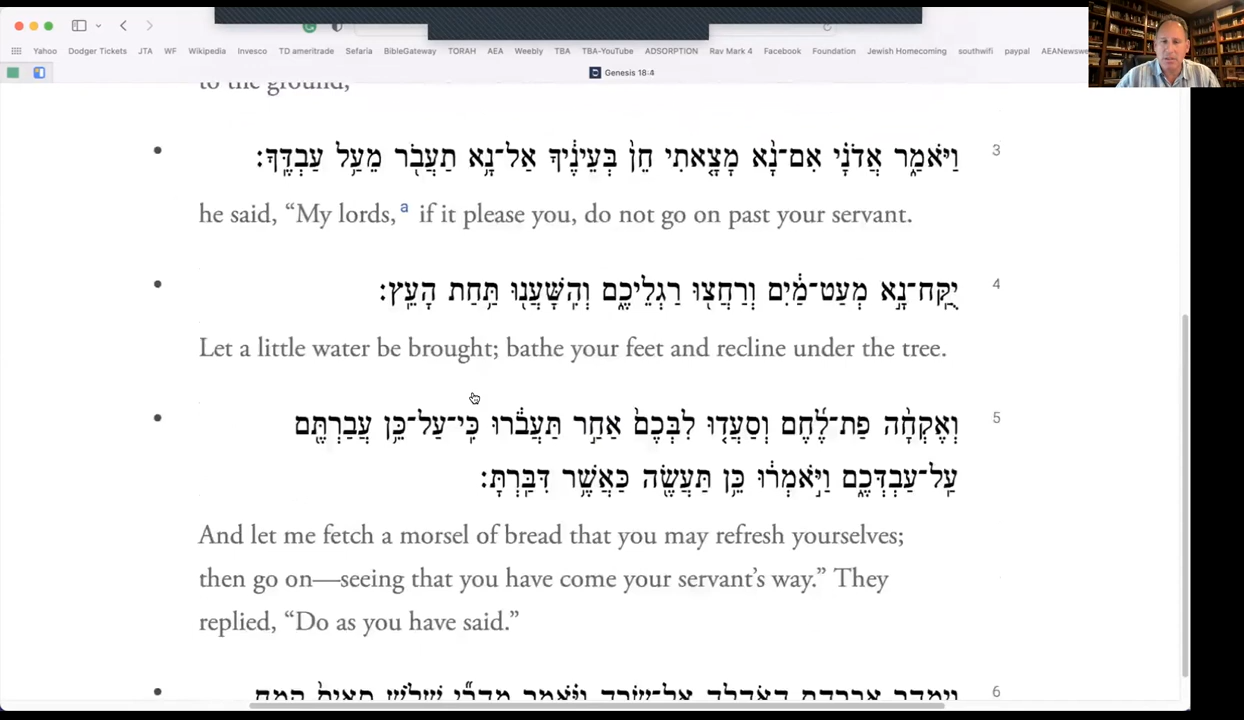 Yahoo Dodger Tickets JTA WF Wikipedia Invesco TD ameritrade Sefaria BibleGateway TORAH AEA Weebly TBA TBA-YouTube ADSORPTION Rav Mark 4 Facebook Foundation Jewish Homecoming southwifi paypal AEANewswe
Genesis 18:4
to the ground,
3
וַיֹּאמַ֑ר אֲדֹנָ֗י אִם־נָ֨א מָצָ֤אתִי חֵן֙ בְּעֵינֶ֔יךָ אַל־נָ֥א תַעֲבֹ֖ר מֵעַ֥ל עַבְדֶּֽךָ׃
he said, “My lords,ᵃ if it please you, do not go on past your servant.
4
יֻקַּֽח־נָ֣א מְעַט־מַ֔יִם וְרַחֲצ֖וּ רַגְלֵיכֶ֑ם וְהִֽשָּׁעֲנ֖וּ תַּ֥חַת הָעֵֽץ׃
Let a little water be brought; bathe your feet and recline under the tree.
5
וְאֶקְחָ֨ה פַת־לֶ֜חֶם וְסַעֲד֤וּ לִבְּכֶם֙ אַחַ֣ר תַּעֲבֹ֔רוּ כִּֽי־עַל־כֵּ֥ן עֲבַרְתֶּ֖ם
עַֽל־עַבְדְּכֶ֑ם וַיֹּ֣אמְר֔וּ כֵּ֥ן תַּעֲשֶׂ֖ה כַּאֲשֶׁ֥ר דִּבַּֽרְתָּ׃
And let me fetch a morsel of bread that you may refresh yourselves;
then go on—seeing that you have come your servant’s way.” They
replied, “Do as you have said.”
6